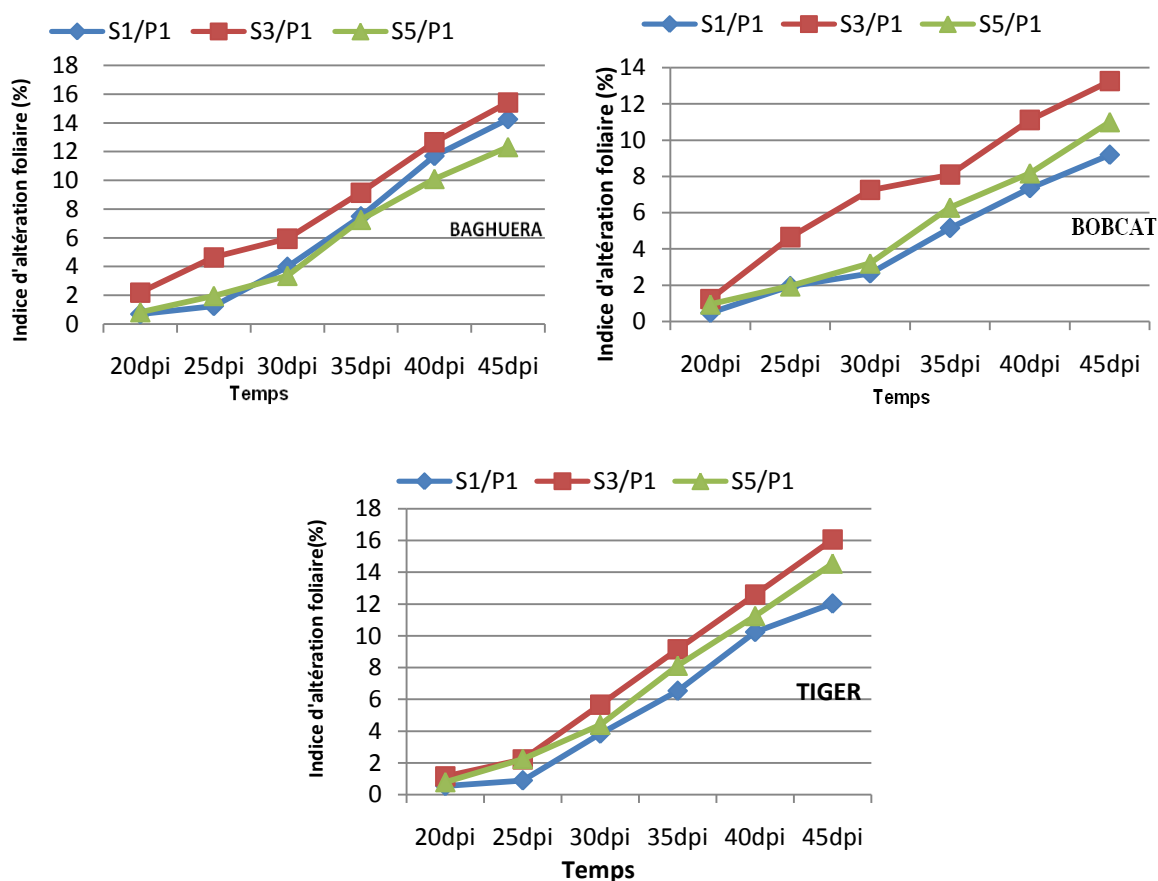 S1/P1 S3/P1 S5/P1
Indice d'altération foliaire (%)
18
16
14
12
10
8
6
4
2
0
BAGHUERA
20dpi 25dpi 30dpi 35dpi 40dpi 45dpi
Temps
S1/P1 S3/P1 S5/P1
Indice d'altération foliaire (%)
14
12
10
8
6
4
2
0
BOBCAT
20dpi 25dpi 30dpi 35dpi 40dpi 45dpi
Temps
S1/P1 S3/P1 S5/P1
Indice d'altération foliaire(%)
18
16
14
12
10
8
6
4
2
0
TIGER
20dpi 25dpi 30dpi 35dpi 40dpi 45dpi
Temps